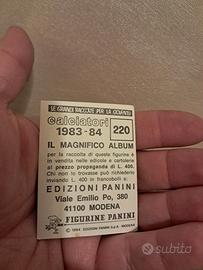 LE GRANDI RACCOLTE PER LA GIOVENTU'
calciatori
1983-84
220
IL MAGNIFICO ALBUM
per la raccolta di queste figurine è
in vendita nelle edicole e cartolerie
al prezzo propaganda di L. 400.
Chi non lo trovasse può richiederlo
inviando L. 400 in francobolli a:
EDIZIONI PANINI
Viale Emilio Po, 380
41100 MODENA
FIGURINE PANINI
© 1984 EDIZIONI PANINI S.p.A. - MODENA
subito